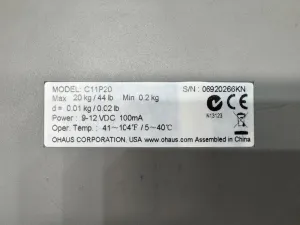 MODEL: C11P20 S/N : 06920266KN
Max 20 kg / 44 lb Min 0.2 kg
d = 0.01 kg / 0.02 lb
Power : 9-12 VDC 100mA N13123
Oper. Temp : 41~104°F / 5~40°C
OHAUS CORPORATION, USA www.ohaus.com Assembled in China